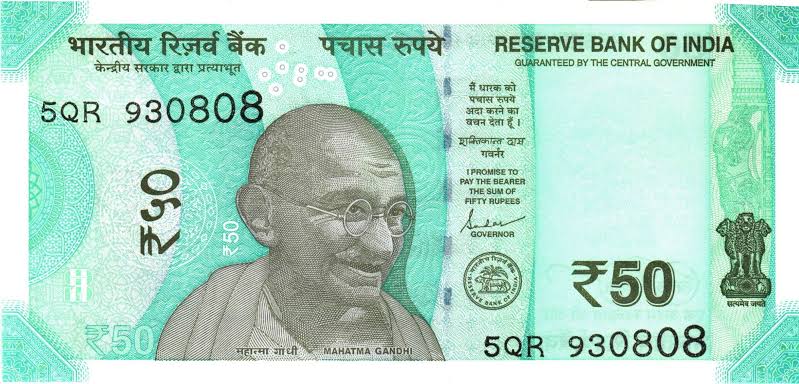 भारतीय रिज़र्व बैंक
केन्द्रीय सरकार द्वारा प्रत्याभूत
पचास रुपये
RESERVE BANK OF INDIA
GUARANTEED BY THE CENTRAL GOVERNMENT
5QR 930808
मैं धारक को
पचास रुपये
अदा करने का
वचन देता हूँ।
शक्तिकान्त दास
गवर्नर
I PROMISE TO
PAY THE BEARER
THE SUM OF
FIFTY RUPEES
GOVERNOR
₹५०
₹50
₹50
महात्मा गांधी
MAHATMA GANDHI
भारतीय रिज़र्व बैंक
RESERVE BANK OF INDIA
₹50
सत्यमेव जयते
5QR 930808